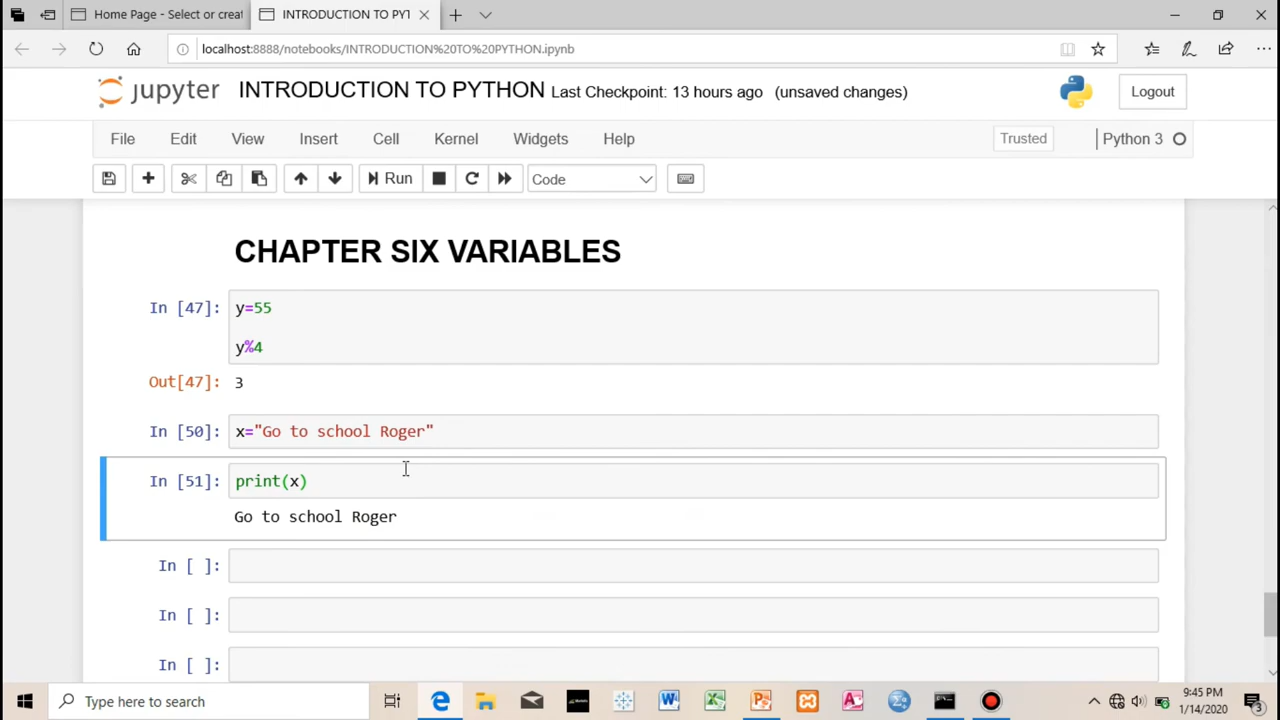 Home Page - Select or creat
INTRODUCTION TO PYT
localhost:8888/notebooks/INTRODUCTION%20TO%20PYTHON.ipynb
jupyter INTRODUCTION TO PYTHON Last Checkpoint: 13 hours ago (unsaved changes)
Logout
File Edit View Insert Cell Kernel Widgets Help
Trusted
Python 3
Run
Code
CHAPTER SIX VARIABLES
In [47]: y=55
y%4
Out[47]: 3
In [50]: x="Go to school Roger"
In [51]: print(x)
Go to school Roger
In [ ]:
In [ ]:
In [ ]:
Type here to search
9:45 PM
1/14/2020
3